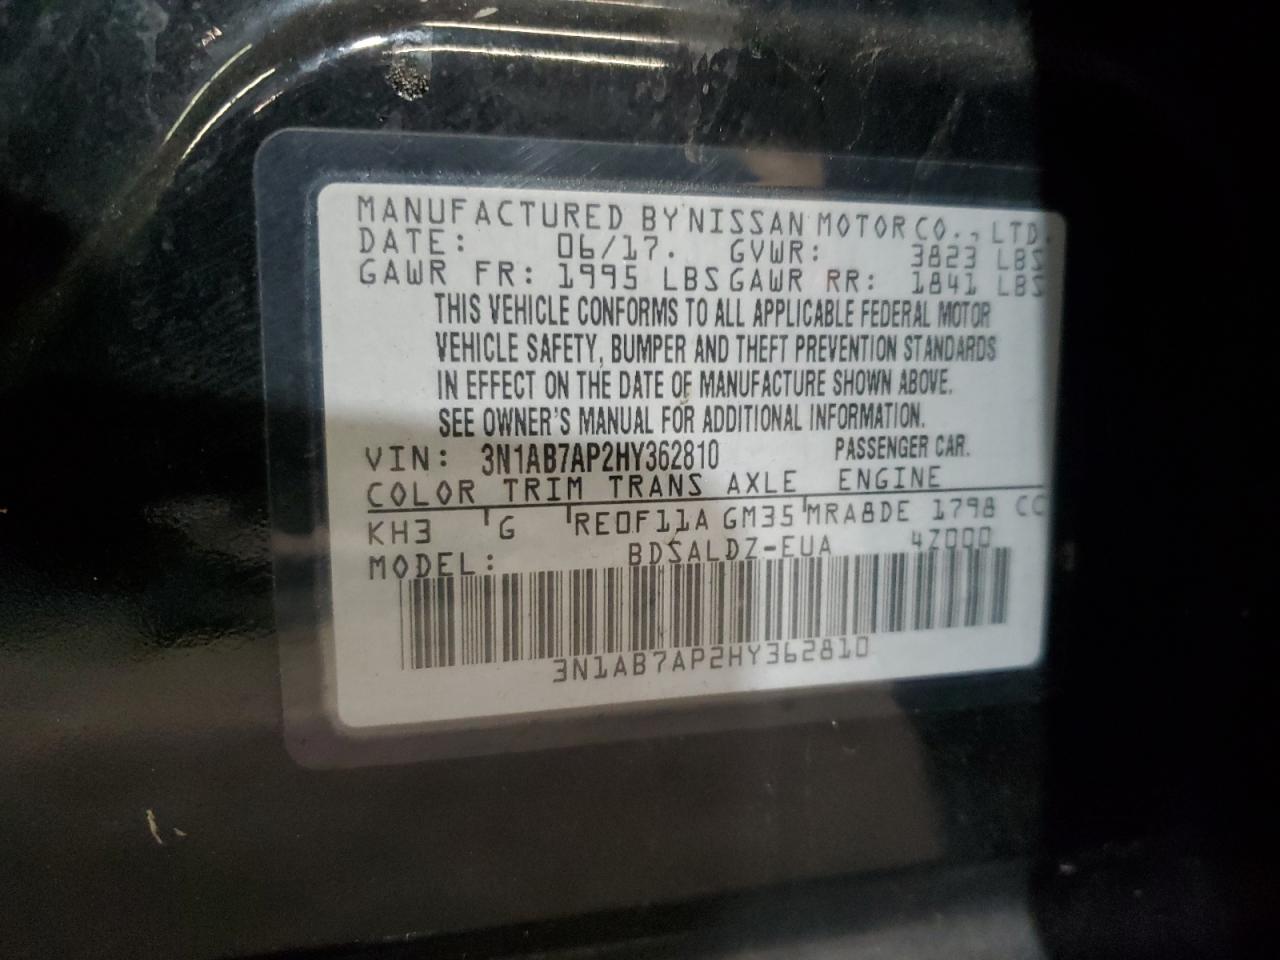 MANUFACTURED BY NISSAN MOTOR CO., LTD.
DATE: 06/17. GVWR: 3823 LBS
GAWR FR: 1995 LBS GAWR RR: 1841 LBS
THIS VEHICLE CONFORMS TO ALL APPLICABLE FEDERAL MOTOR
VEHICLE SAFETY, BUMPER AND THEFT PREVENTION STANDARDS
IN EFFECT ON THE DATE OF MANUFACTURE SHOWN ABOVE.
SEE OWNER'S MANUAL FOR ADDITIONAL INFORMATION.
VIN: 3N1AB7AP2HY362810 PASSENGER CAR.
COLOR TRIM TRANS AXLE ENGINE
KH3 G RE0F11A GM35 MRA8DE 1798 CC
MODEL: BDSALDZ-EUA 4Z000
3N1AB7AP2HY362810